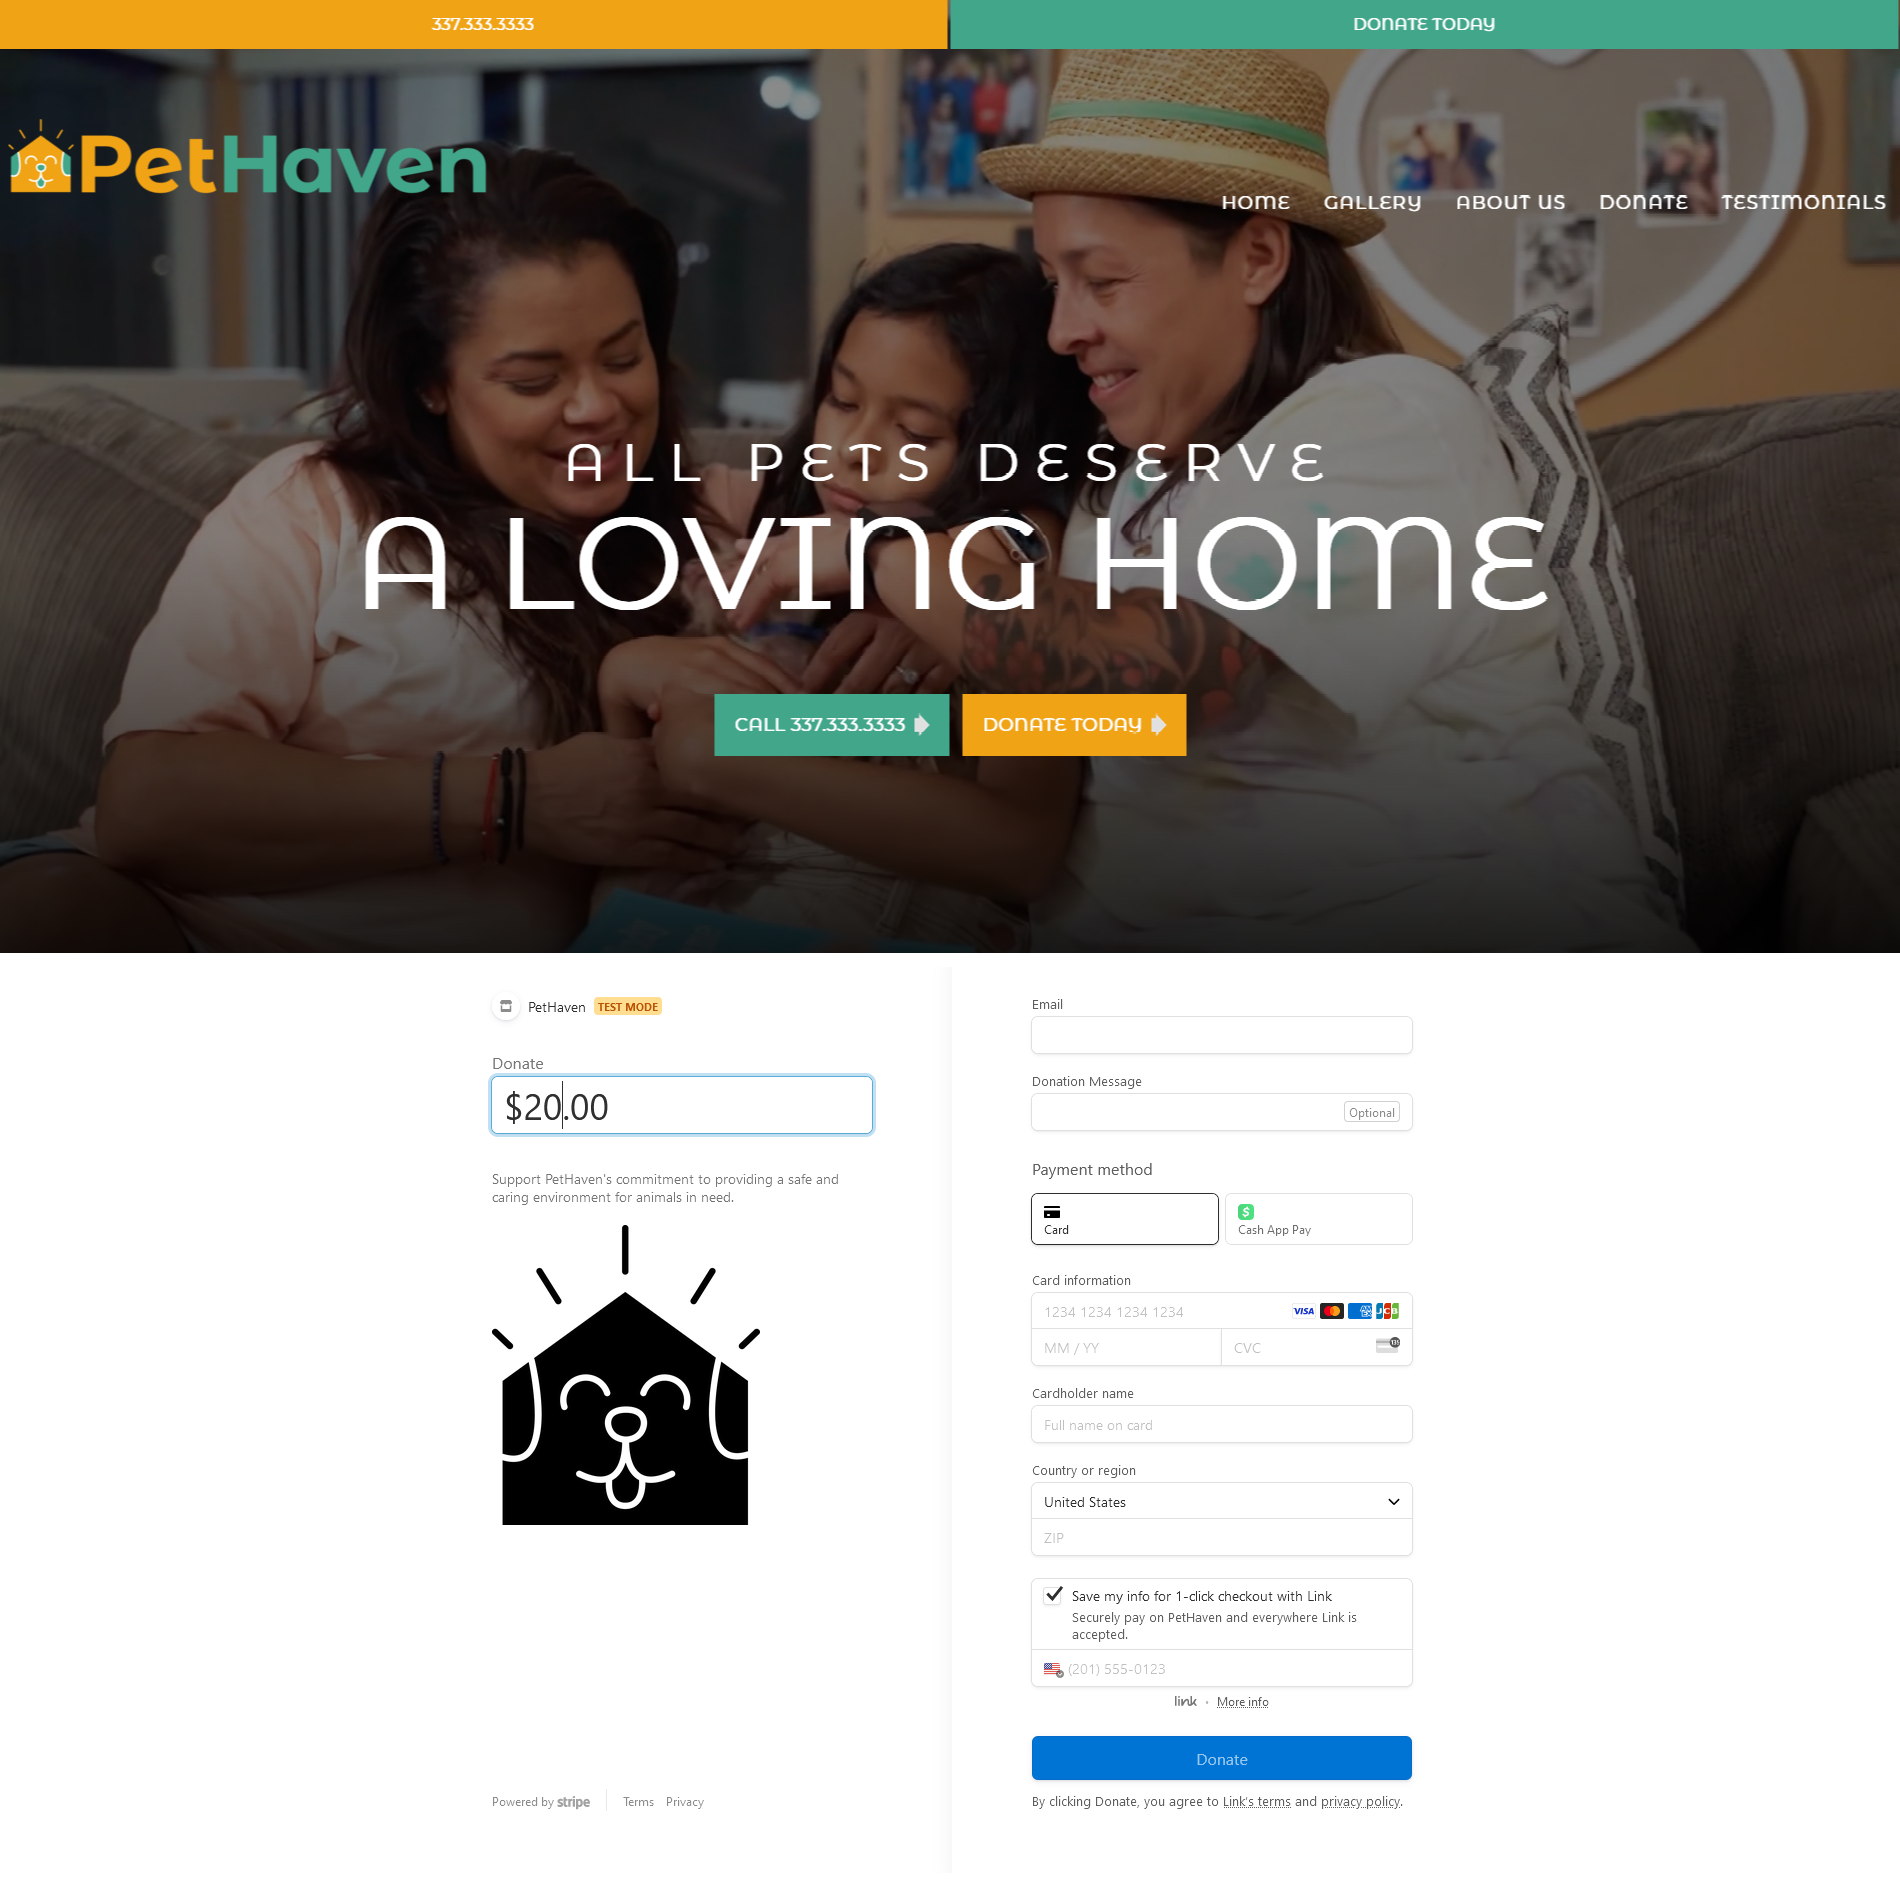 337.333.3333
DONATE TODAY
PetHaven
HOME GALLERY ABOUT US DONATE TESTIMONIALS
ALL PETS DESERVE
A LOVING HOME
CALL 337.333.3333
DONATE TODAY
PetHaven TEST MODE
Donate
$20.00
Support PetHaven's commitment to providing a safe and
caring environment for animals in need.
Powered by stripe
Terms Privacy
Email
Donation Message
Optional
Payment method
Card
Cash App Pay
Card information
1234 1234 1234 1234
VISA
JCB
MM / YY
CVC
Cardholder name
Full name on card
Country or region
United States
ZIP
Save my info for 1-click checkout with Link
Securely pay on PetHaven and everywhere Link is
accepted.
(201) 555-0123
link • More info
Donate
By clicking Donate, you agree to Link's terms and privacy policy.